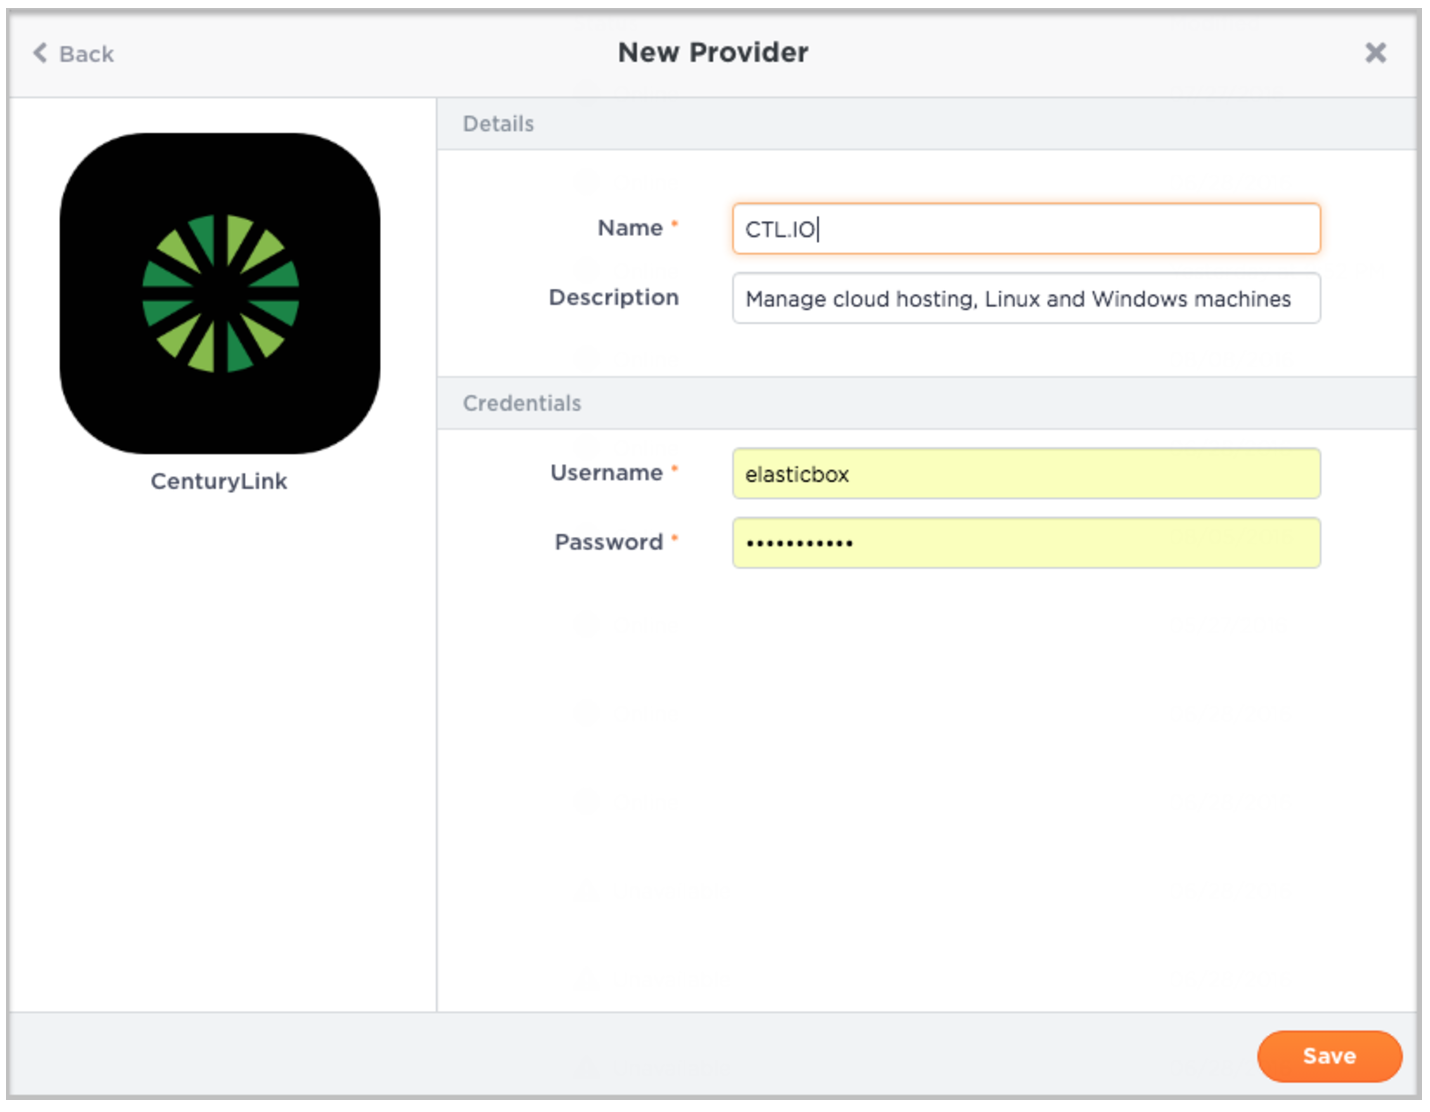 Back
New Provider
Details
Name *
CTL.IO
Description
Manage cloud hosting, Linux and Windows machines
CenturyLink
Credentials
Username *
elasticbox
Password *
•••••••••••
Save